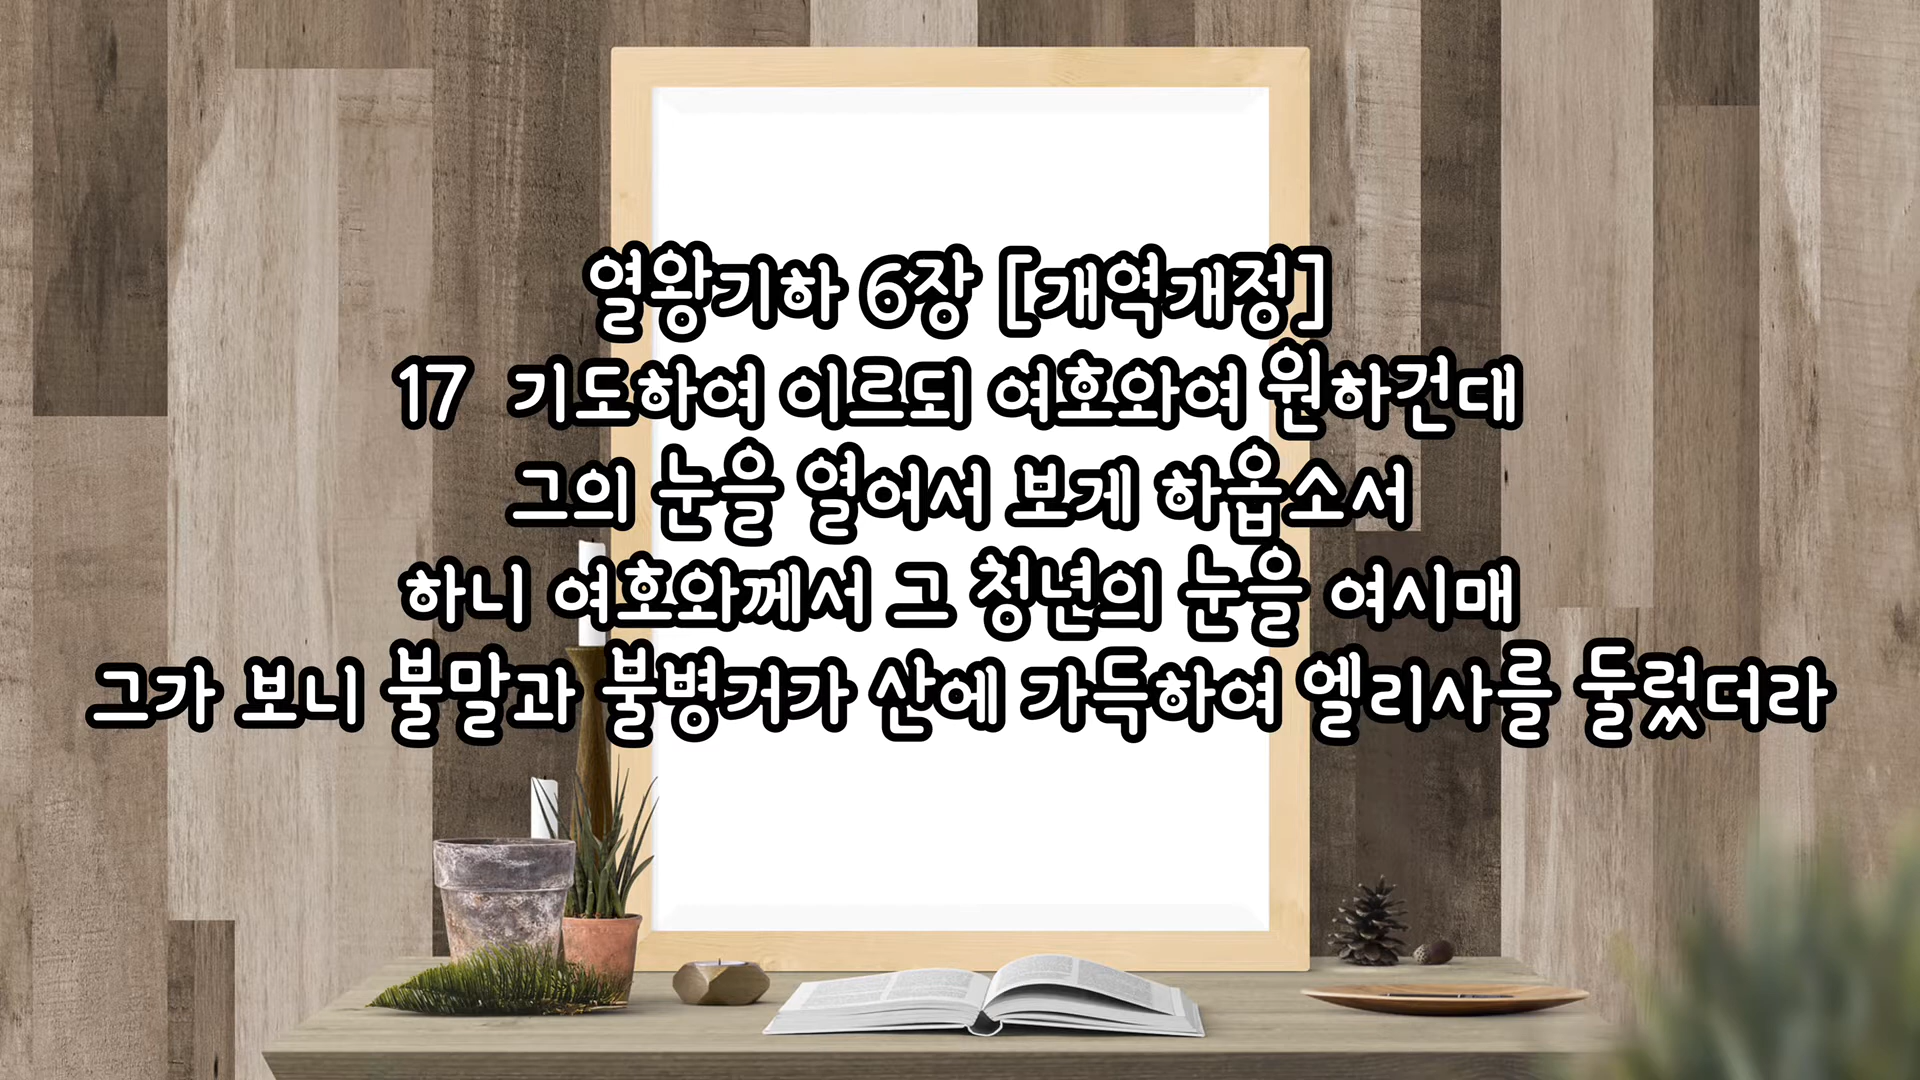 열왕기하 6장 [개역개정]
17 기도하여 이르되 여호와여 원하건대
그의 눈을 열어서 보게 하옵소서
하니 여호와께서 그 청년의 눈을 여시매
그가 보니 불말과 불병거가 산에 가득하여 엘리사를 둘렀더라